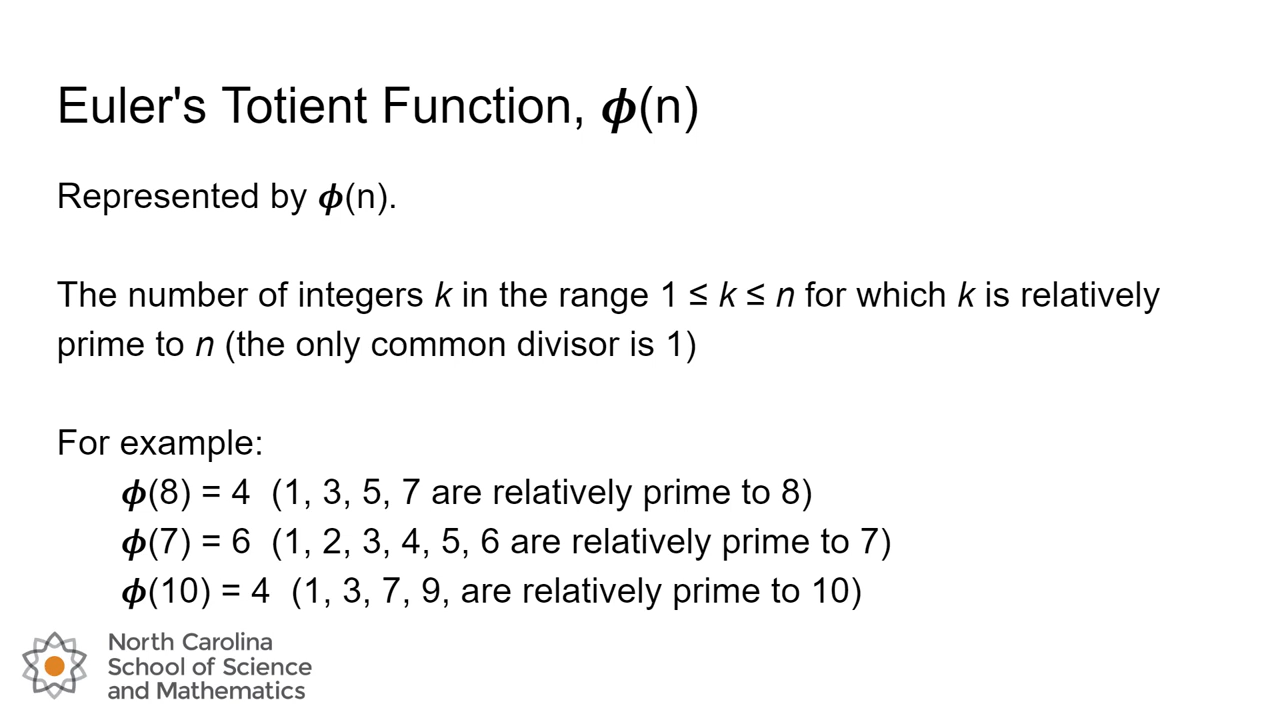 Euler's Totient Function, ϕ(n)
Represented by ϕ(n).
The number of integers k in the range 1 ≤ k ≤ n for which k is relatively
prime to n (the only common divisor is 1)
For example:
ϕ(8) = 4  (1, 3, 5, 7 are relatively prime to 8)
ϕ(7) = 6  (1, 2, 3, 4, 5, 6 are relatively prime to 7)
ϕ(10) = 4  (1, 3, 7, 9, are relatively prime to 10)
North Carolina
School of Science
and Mathematics